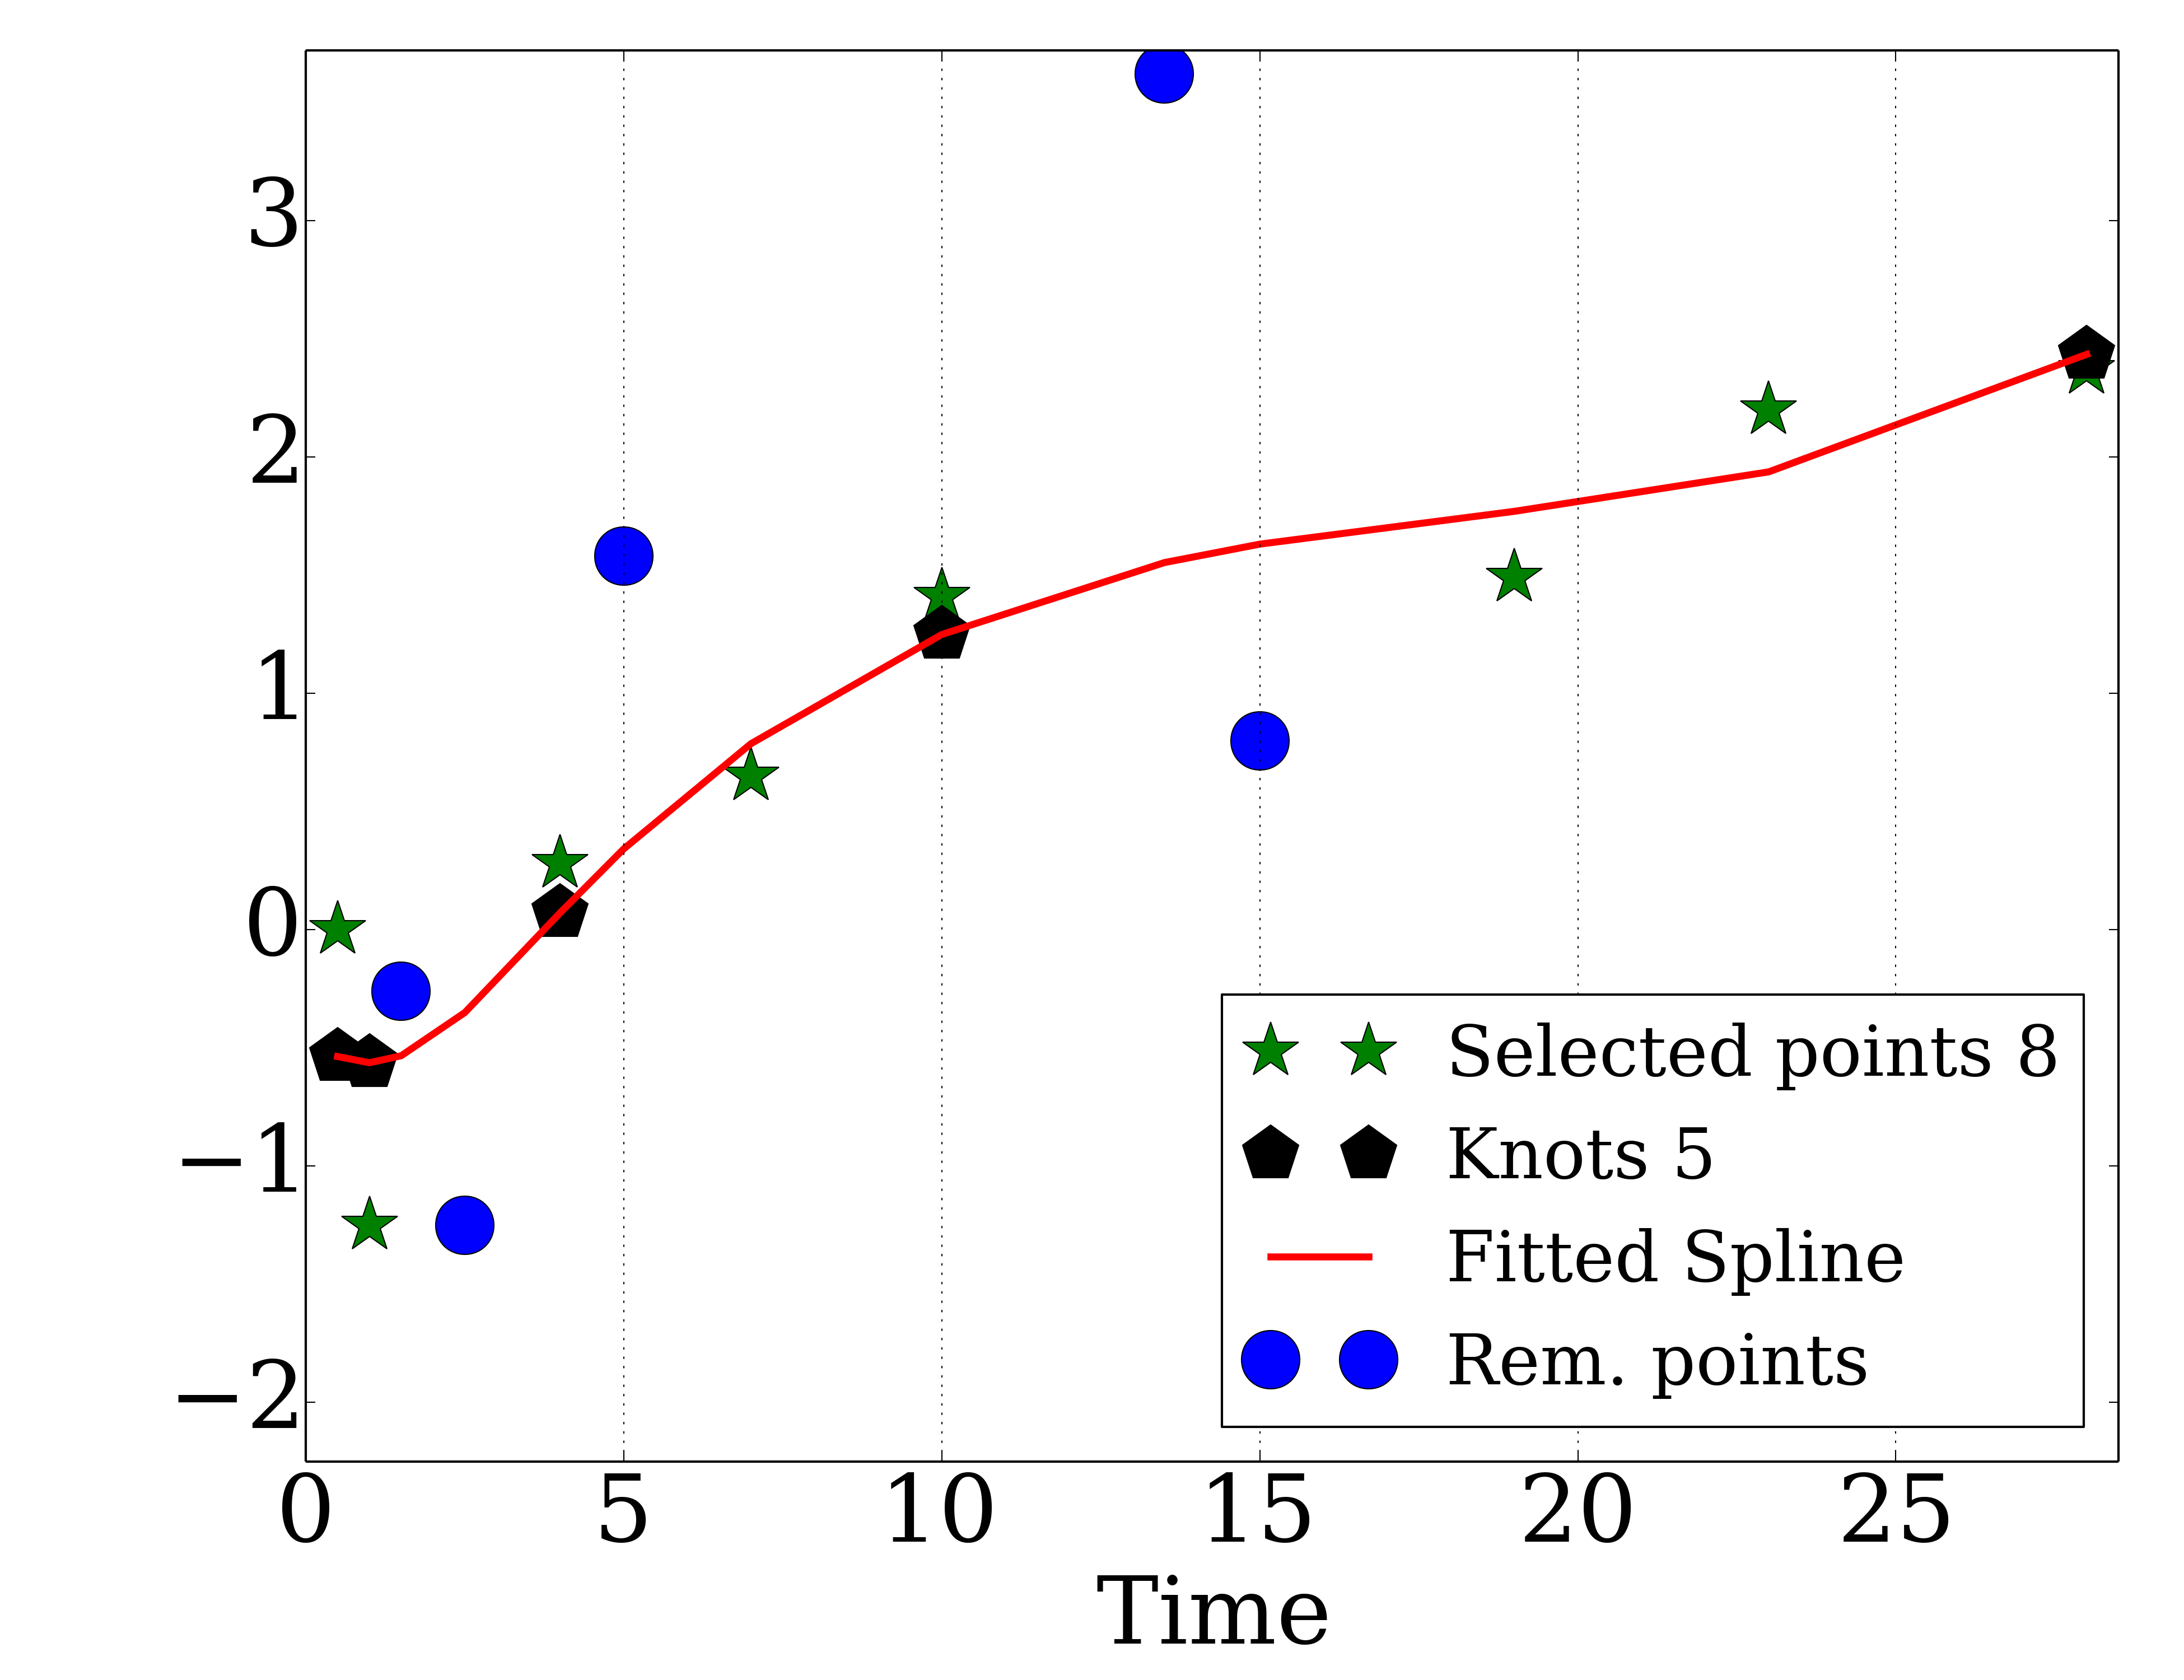 3
2
1
0
−1
−2
Selected points 8
Knots 5
Fitted Spline
Rem. points
0 5 10 15 20 25
Time